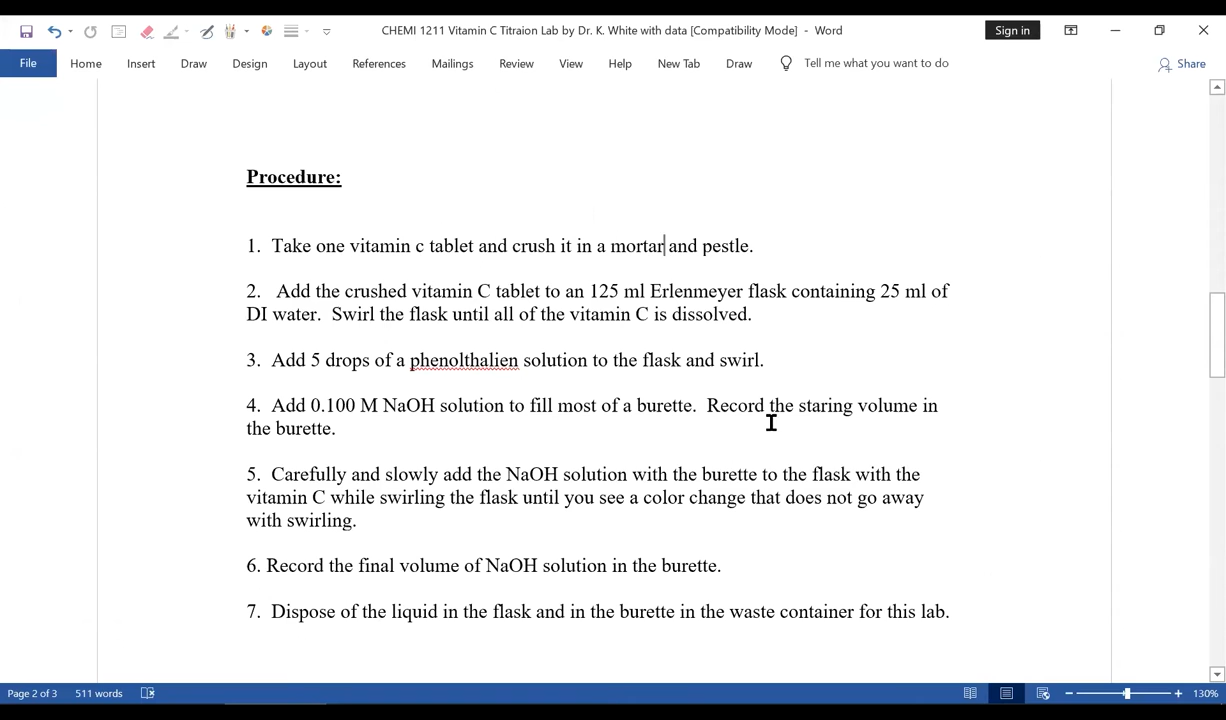 CHEMI 1211 Vitamin C Titraion Lab by Dr. K. White with data [Compatibility Mode] - Word
Sign in
File Home Insert Draw Design Layout References Mailings Review View Help New Tab Draw Tell me what you want to do Share
Procedure:
1. Take one vitamin c tablet and crush it in a mortar and pestle.
2. Add the crushed vitamin C tablet to an 125 ml Erlenmeyer flask containing 25 ml of
DI water. Swirl the flask until all of the vitamin C is dissolved.
3. Add 5 drops of a phenolthalien solution to the flask and swirl.
4. Add 0.100 M NaOH solution to fill most of a burette. Record the staring volume in
the burette.
5. Carefully and slowly add the NaOH solution with the burette to the flask with the
vitamin C while swirling the flask until you see a color change that does not go away
with swirling.
6. Record the final volume of NaOH solution in the burette.
7. Dispose of the liquid in the flask and in the burette in the waste container for this lab.
Page 2 of 3 511 words 130%